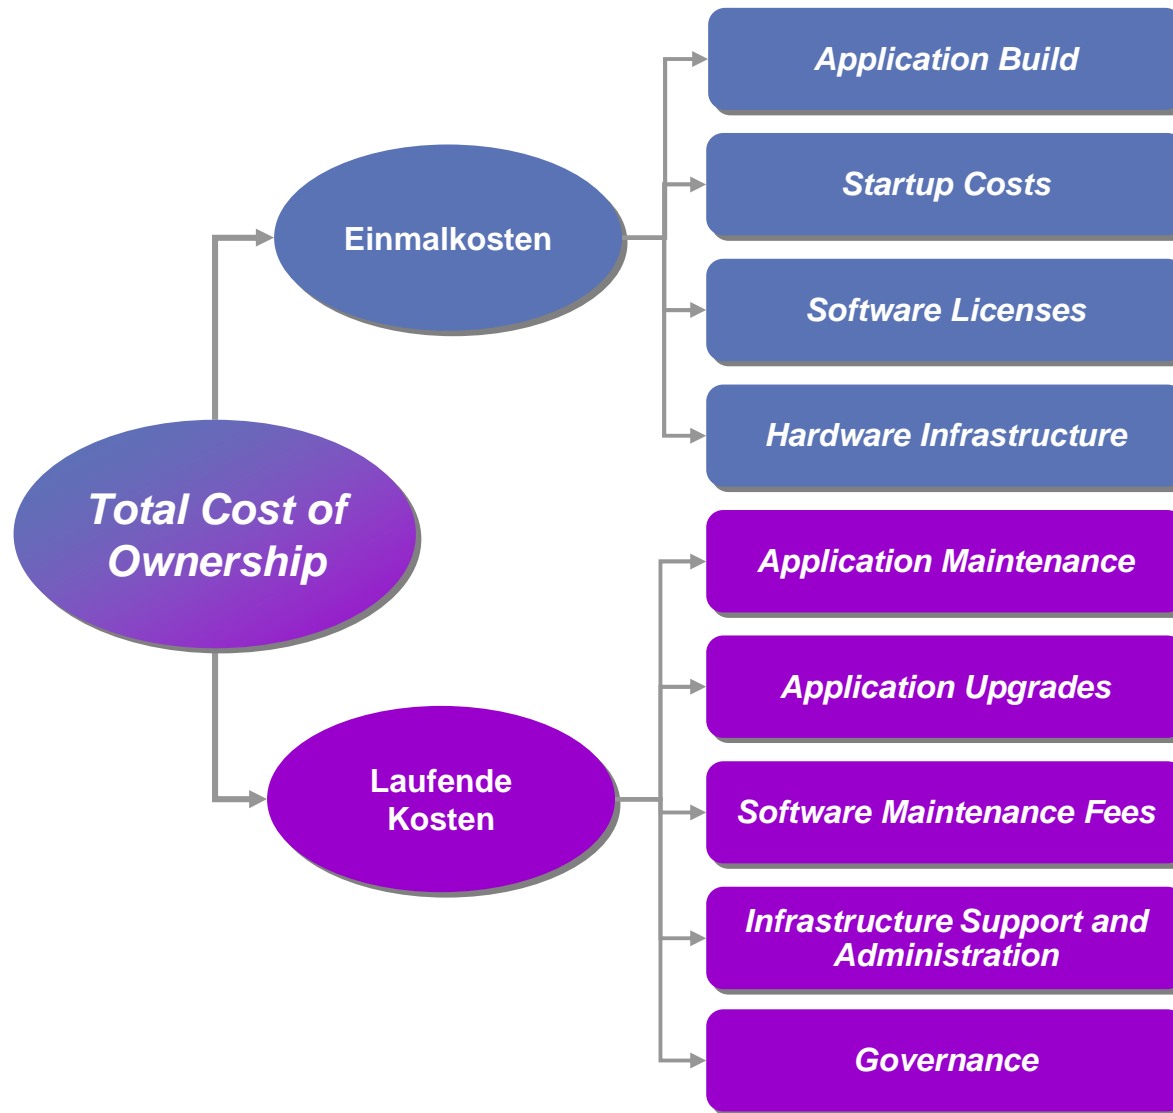 Application Build
Startup Costs
Einmalkosten
Software Licenses
Hardware Infrastructure
Total Cost of
Ownership
Application Maintenance
Application Upgrades
Laufende
Kosten
Software Maintenance Fees
Infrastructure Support and
Administration
Governance